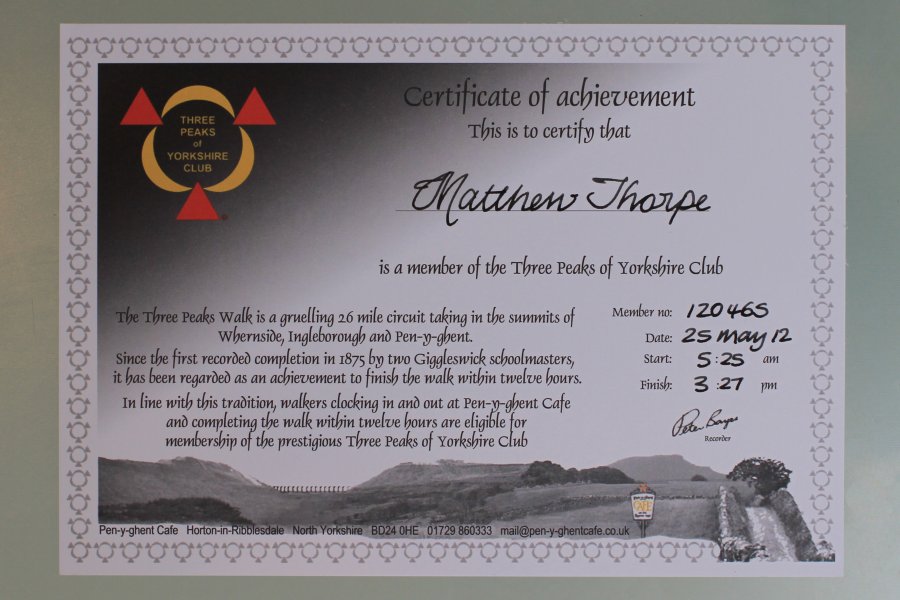 THREE
PEAKS
of
YORKSHIRE
CLUB
Certificate of achievement
This is to certify that
Matthew Thorpe
is a member of the Three Peaks of Yorkshire Club
The Three Peaks Walk is a gruelling 26 mile circuit taking in the summits of
Whernside, Ingleborough and Pen-y-ghent.
Since the first recorded completion in 1875 by two Giggleswick schoolmasters,
it has been regarded as an achievement to finish the walk within twelve hours.
In line with this tradition, walkers clocking in and out at Pen-y-ghent Cafe
and completing the walk within twelve hours are eligible for
membership of the prestigious Three Peaks of Yorkshire Club
Member no: 120465
Date: 25 May 12
Start: 5:25 am
Finish: 3:27 pm
Recorder
Pen-y-ghent
CAFE
Pen-y-ghent Cafe Horton-in-Ribblesdale North Yorkshire BD24 0HE 01729 860333 mail@pen-y-ghentcafe.co.uk